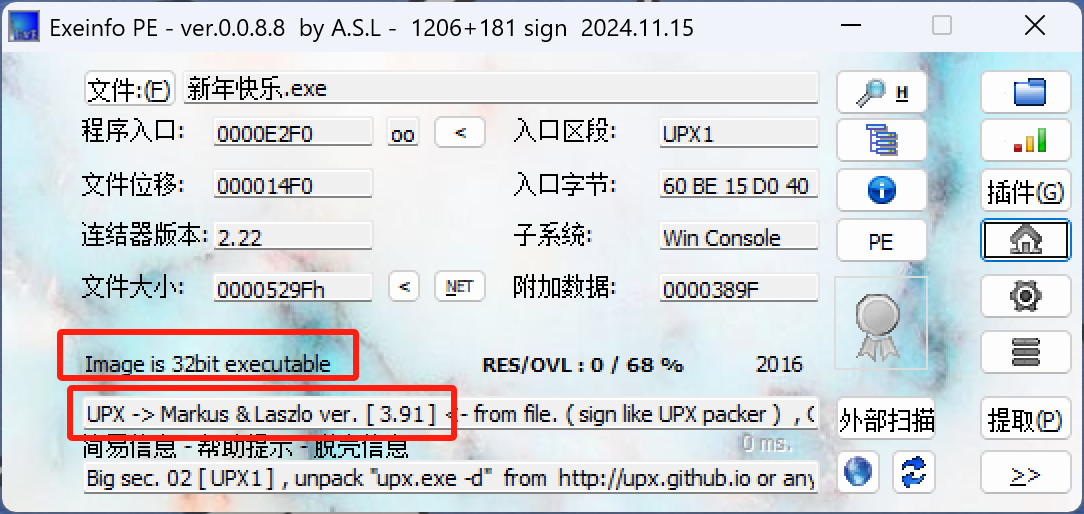 Exeinfo PE - ver.0.0.8.8 by A.S.L - 1206+181 sign 2024.11.15
文件:(F) 新年快乐.exe H
程序入口: 0000E2F0 oo < 入口区段: UPX1
文件位移: 000014F0 入口字节: 60 BE 15 D0 40 插件(G)
连结器版本: 2.22 子系统: Win Console PE
文件大小: 0000529Fh < NET 附加数据: 0000389F
Image is 32bit executable RES/OVL : 0 / 68 % 2016
UPX -> Markus & Laszlo ver. [ 3.91 ] <- from file. ( sign like UPX packer ) , 外部扫描 提取(P)
简易信息 - 帮助提示 - 脱壳信息 0 ms.
Big sec. 02 [ UPX1 ] , unpack "upx.exe -d" from http://upx.github.io or any >>